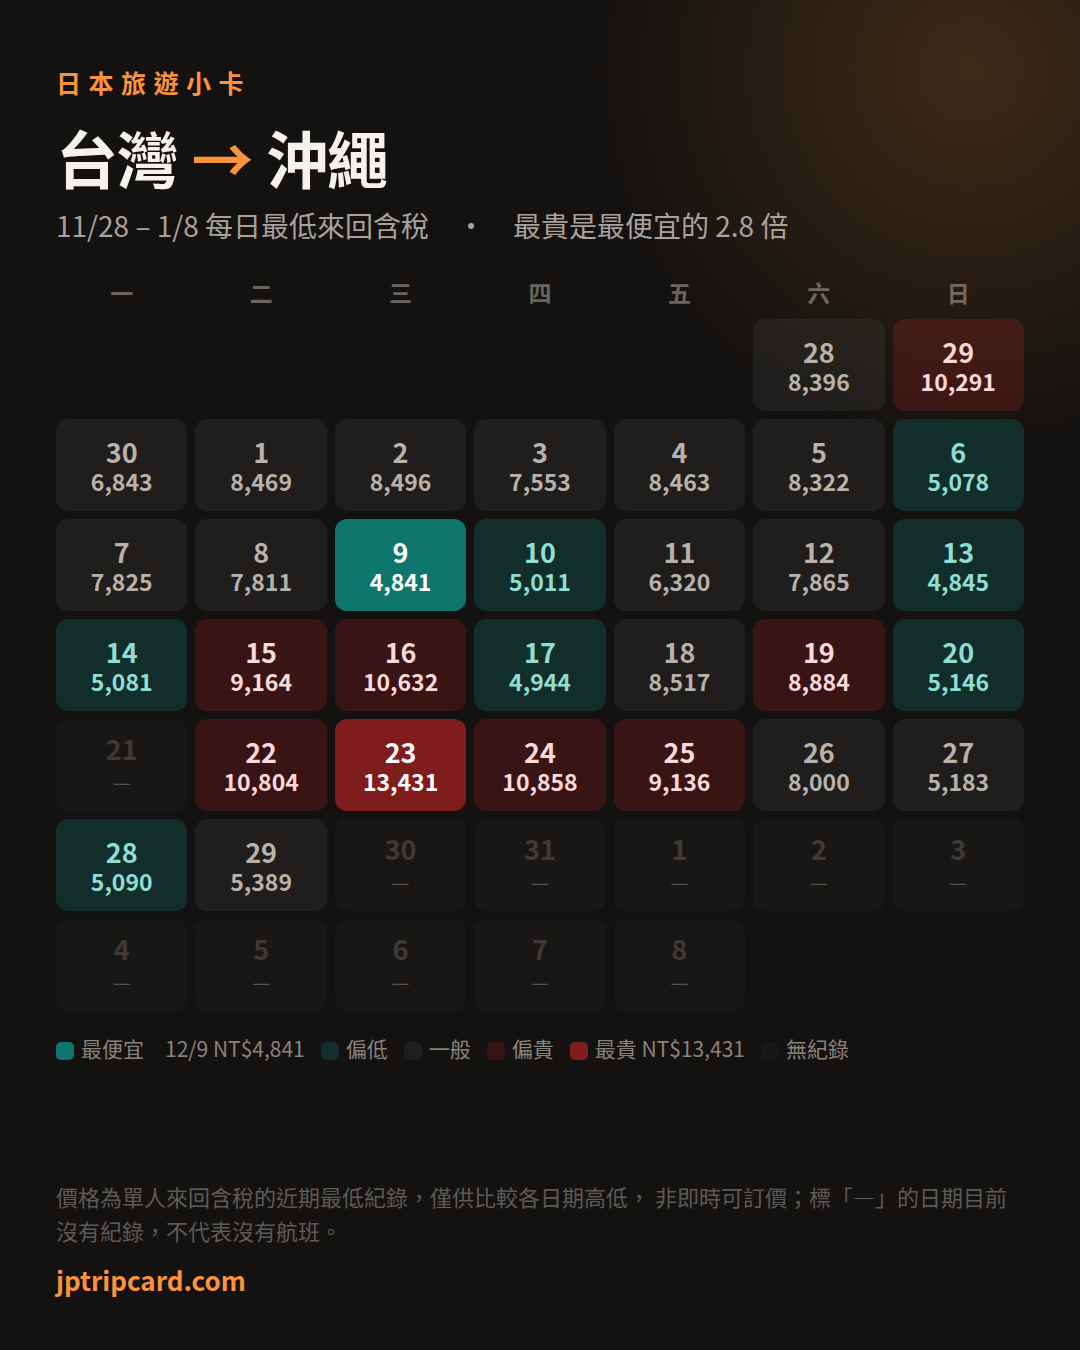 日本旅遊小卡
台灣 → 沖繩
11/28 – 1/8 每日最低來回含稅 ・ 最貴是最便宜的 2.8 倍
一 二 三 四 五 六 日
28 29
8,396 10,291
30 1 2 3 4 5 6
6,843 8,469 8,496 7,553 8,463 8,322 5,078
7 8 9 10 11 12 13
7,825 7,811 4,841 5,011 6,320 7,865 4,845
14 15 16 17 18 19 20
5,081 9,164 10,632 4,944 8,517 8,884 5,146
21 22 23 24 25 26 27
— 10,804 13,431 10,858 9,136 8,000 5,183
28 29 30 31 1 2 3
5,090 5,389 — — — — —
4 5 6 7 8
— — — — —
最便宜 12/9 NT$4,841 偏低 一般 偏貴 最貴 NT$13,431 無紀錄
價格為單人來回含稅的近期最低紀錄，僅供比較各日期高低， 非即時可訂價；標「—」的日期目前
沒有紀錄，不代表沒有航班。
jptripcard.com